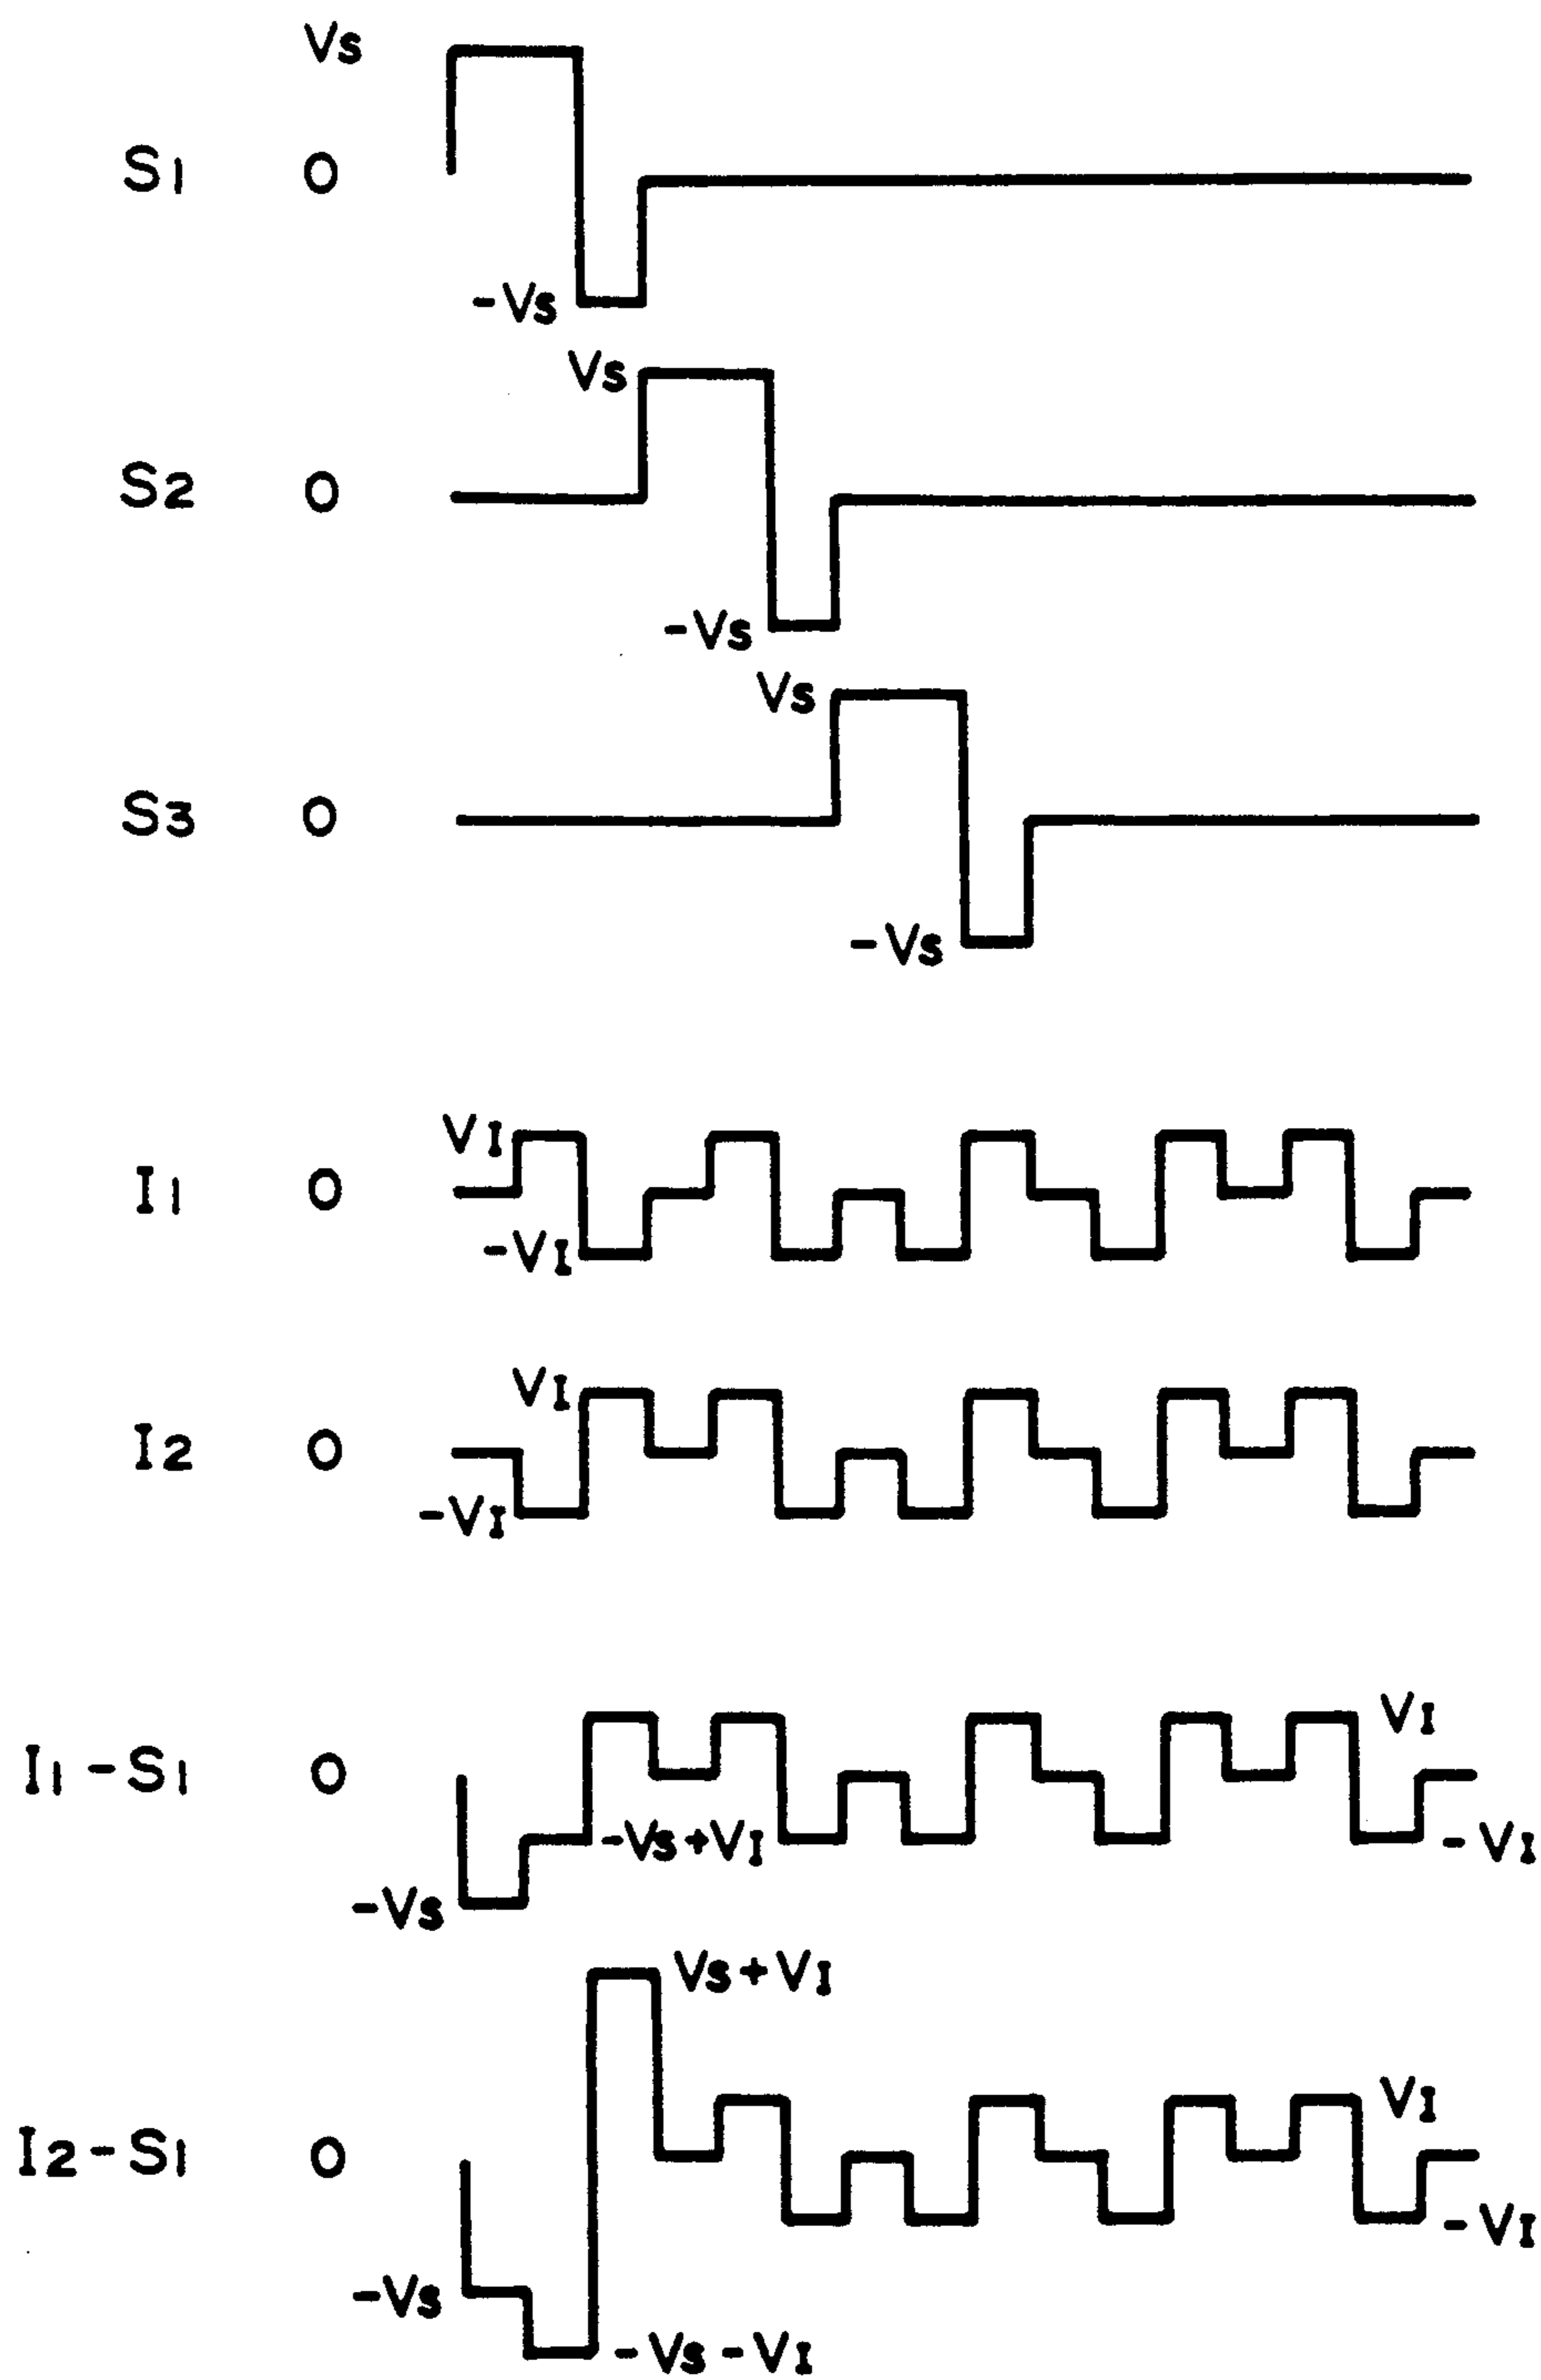 Vs
S1 0
-Vs
Vs
S2 0
-Vs
Vs
S3 0
-Vs
VI
I1 0
-VI
VI
I2 0
-VI
VI
I1-S1 0
-Vs+VI
-VI
-Vs
Vs+VI
VI
I2-S1 0
-VI
-Vs
-Vs-VI